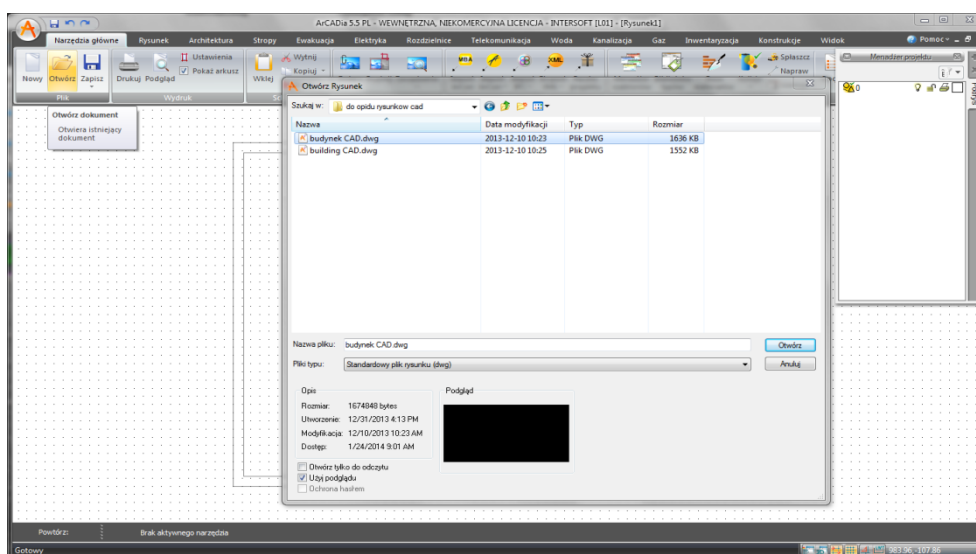 ArCADia 5.5 PL - WEWNĘTRZNA, NIEKOMERCYJNA LICENCJA - INTERSOFT [L01] - [Rysunek1]
Narzędzia główne Rysunek Architektura Stropy Ewakuacja Elektryka Rozdzielnice Telekomunikacja Woda Kanalizacja Gaz Inwentaryzacja Konstrukcje Widok Pomoc
Ustawienia Wytnij Spłaszcz
Pokaż arkusz Kopiuj Napraw
Nowy Otwórz Zapisz Drukuj Podgląd Wklej
Plik Wydruk
Menadżer projektu
0
Otwórz dokument
Otwiera istniejący
dokument
Otwórz Rysunek
Szukaj w: do opidu rysunkow cad
Nazwa Data modyfikacji Typ Rozmiar
budynek CAD.dwg 2013-12-10 10:23 Plik DWG 1636 KB
building CAD.dwg 2013-12-10 10:25 Plik DWG 1552 KB
Nazwa pliku: budynek CAD.dwg Otwórz
Pliki typu: Standardowy plik rysunku (dwg) Anuluj
Opis Podgląd
Rozmiar: 1674848 bytes
Utworzenie: 12/31/2013 4:13 PM
Modyfikacja: 12/10/2013 10:23 AM
Dostęp: 1/24/2014 9:01 AM
Otwórz tylko do odczytu
Użyj podglądu
Ochrona hasłem
Powtórz: Brak aktywnego narzędzia
Gotowy 983.96,-107.86